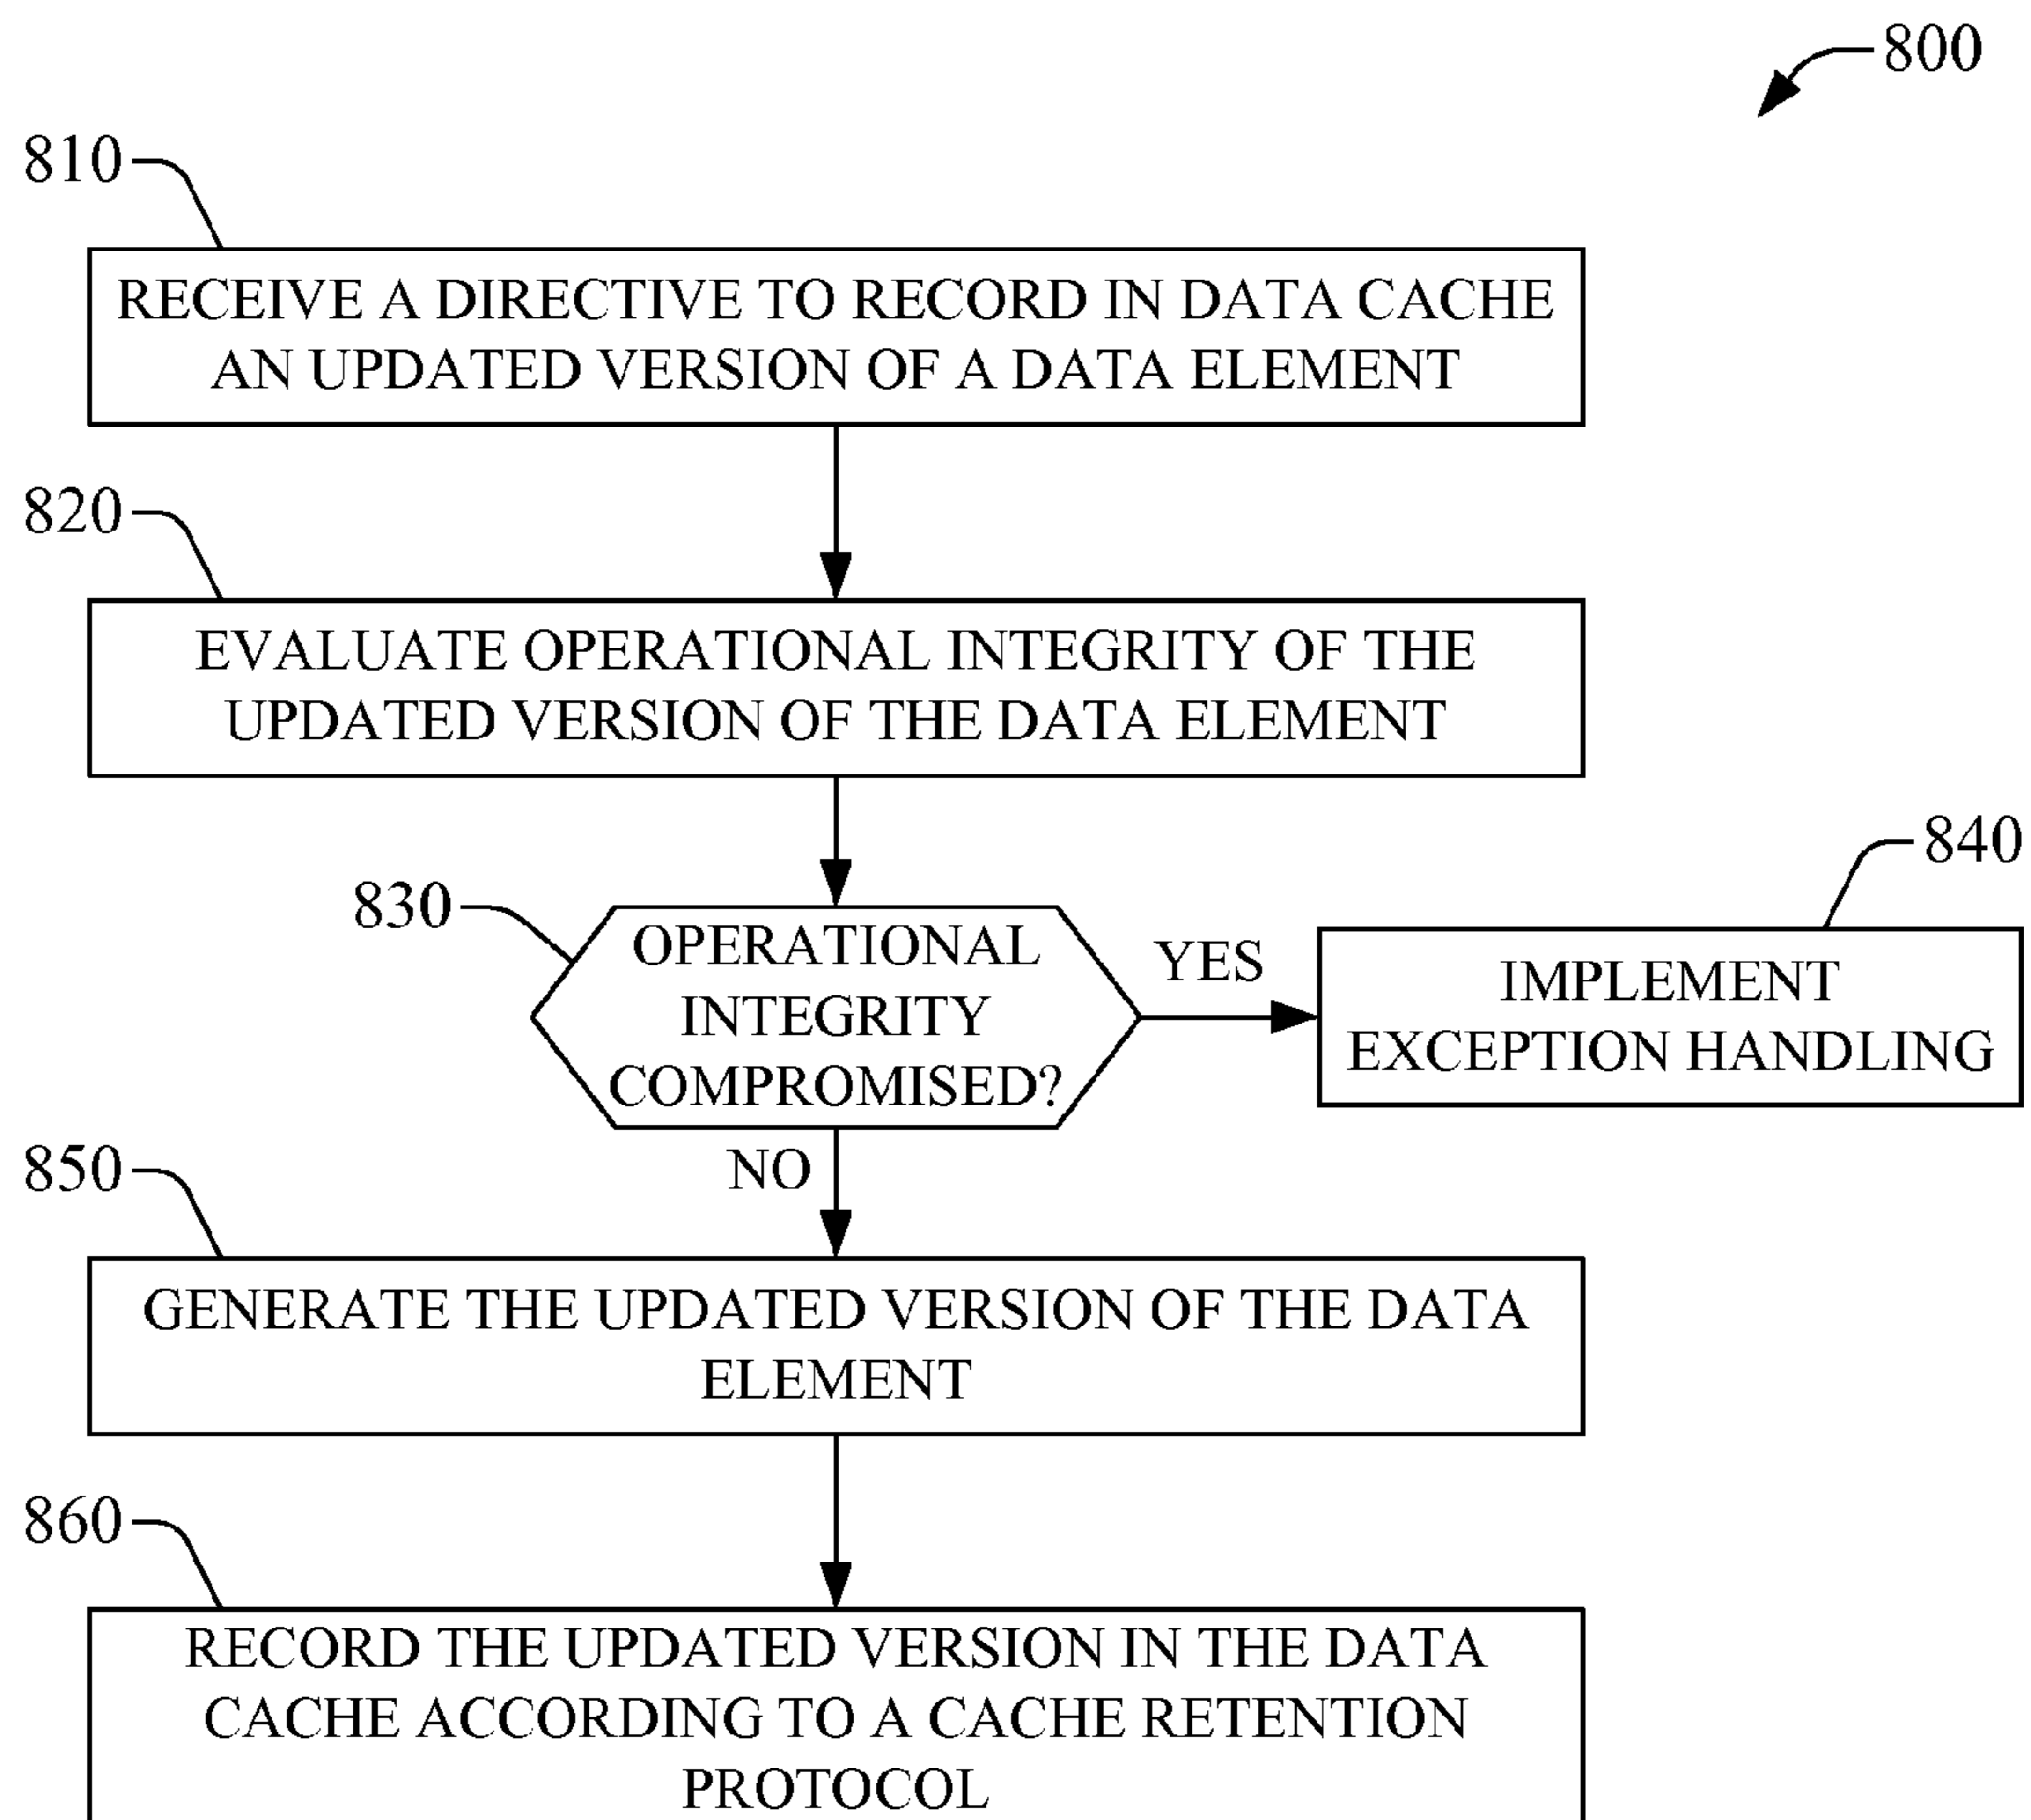 800
810
RECEIVE A DIRECTIVE TO RECORD IN DATA CACHE
AN UPDATED VERSION OF A DATA ELEMENT
820
EVALUATE OPERATIONAL INTEGRITY OF THE
UPDATED VERSION OF THE DATA ELEMENT
830
OPERATIONAL
INTEGRITY
COMPROMISED?
YES
840
IMPLEMENT
EXCEPTION HANDLING
NO
850
GENERATE THE UPDATED VERSION OF THE DATA
ELEMENT
860
RECORD THE UPDATED VERSION IN THE DATA
CACHE ACCORDING TO A CACHE RETENTION
PROTOCOL